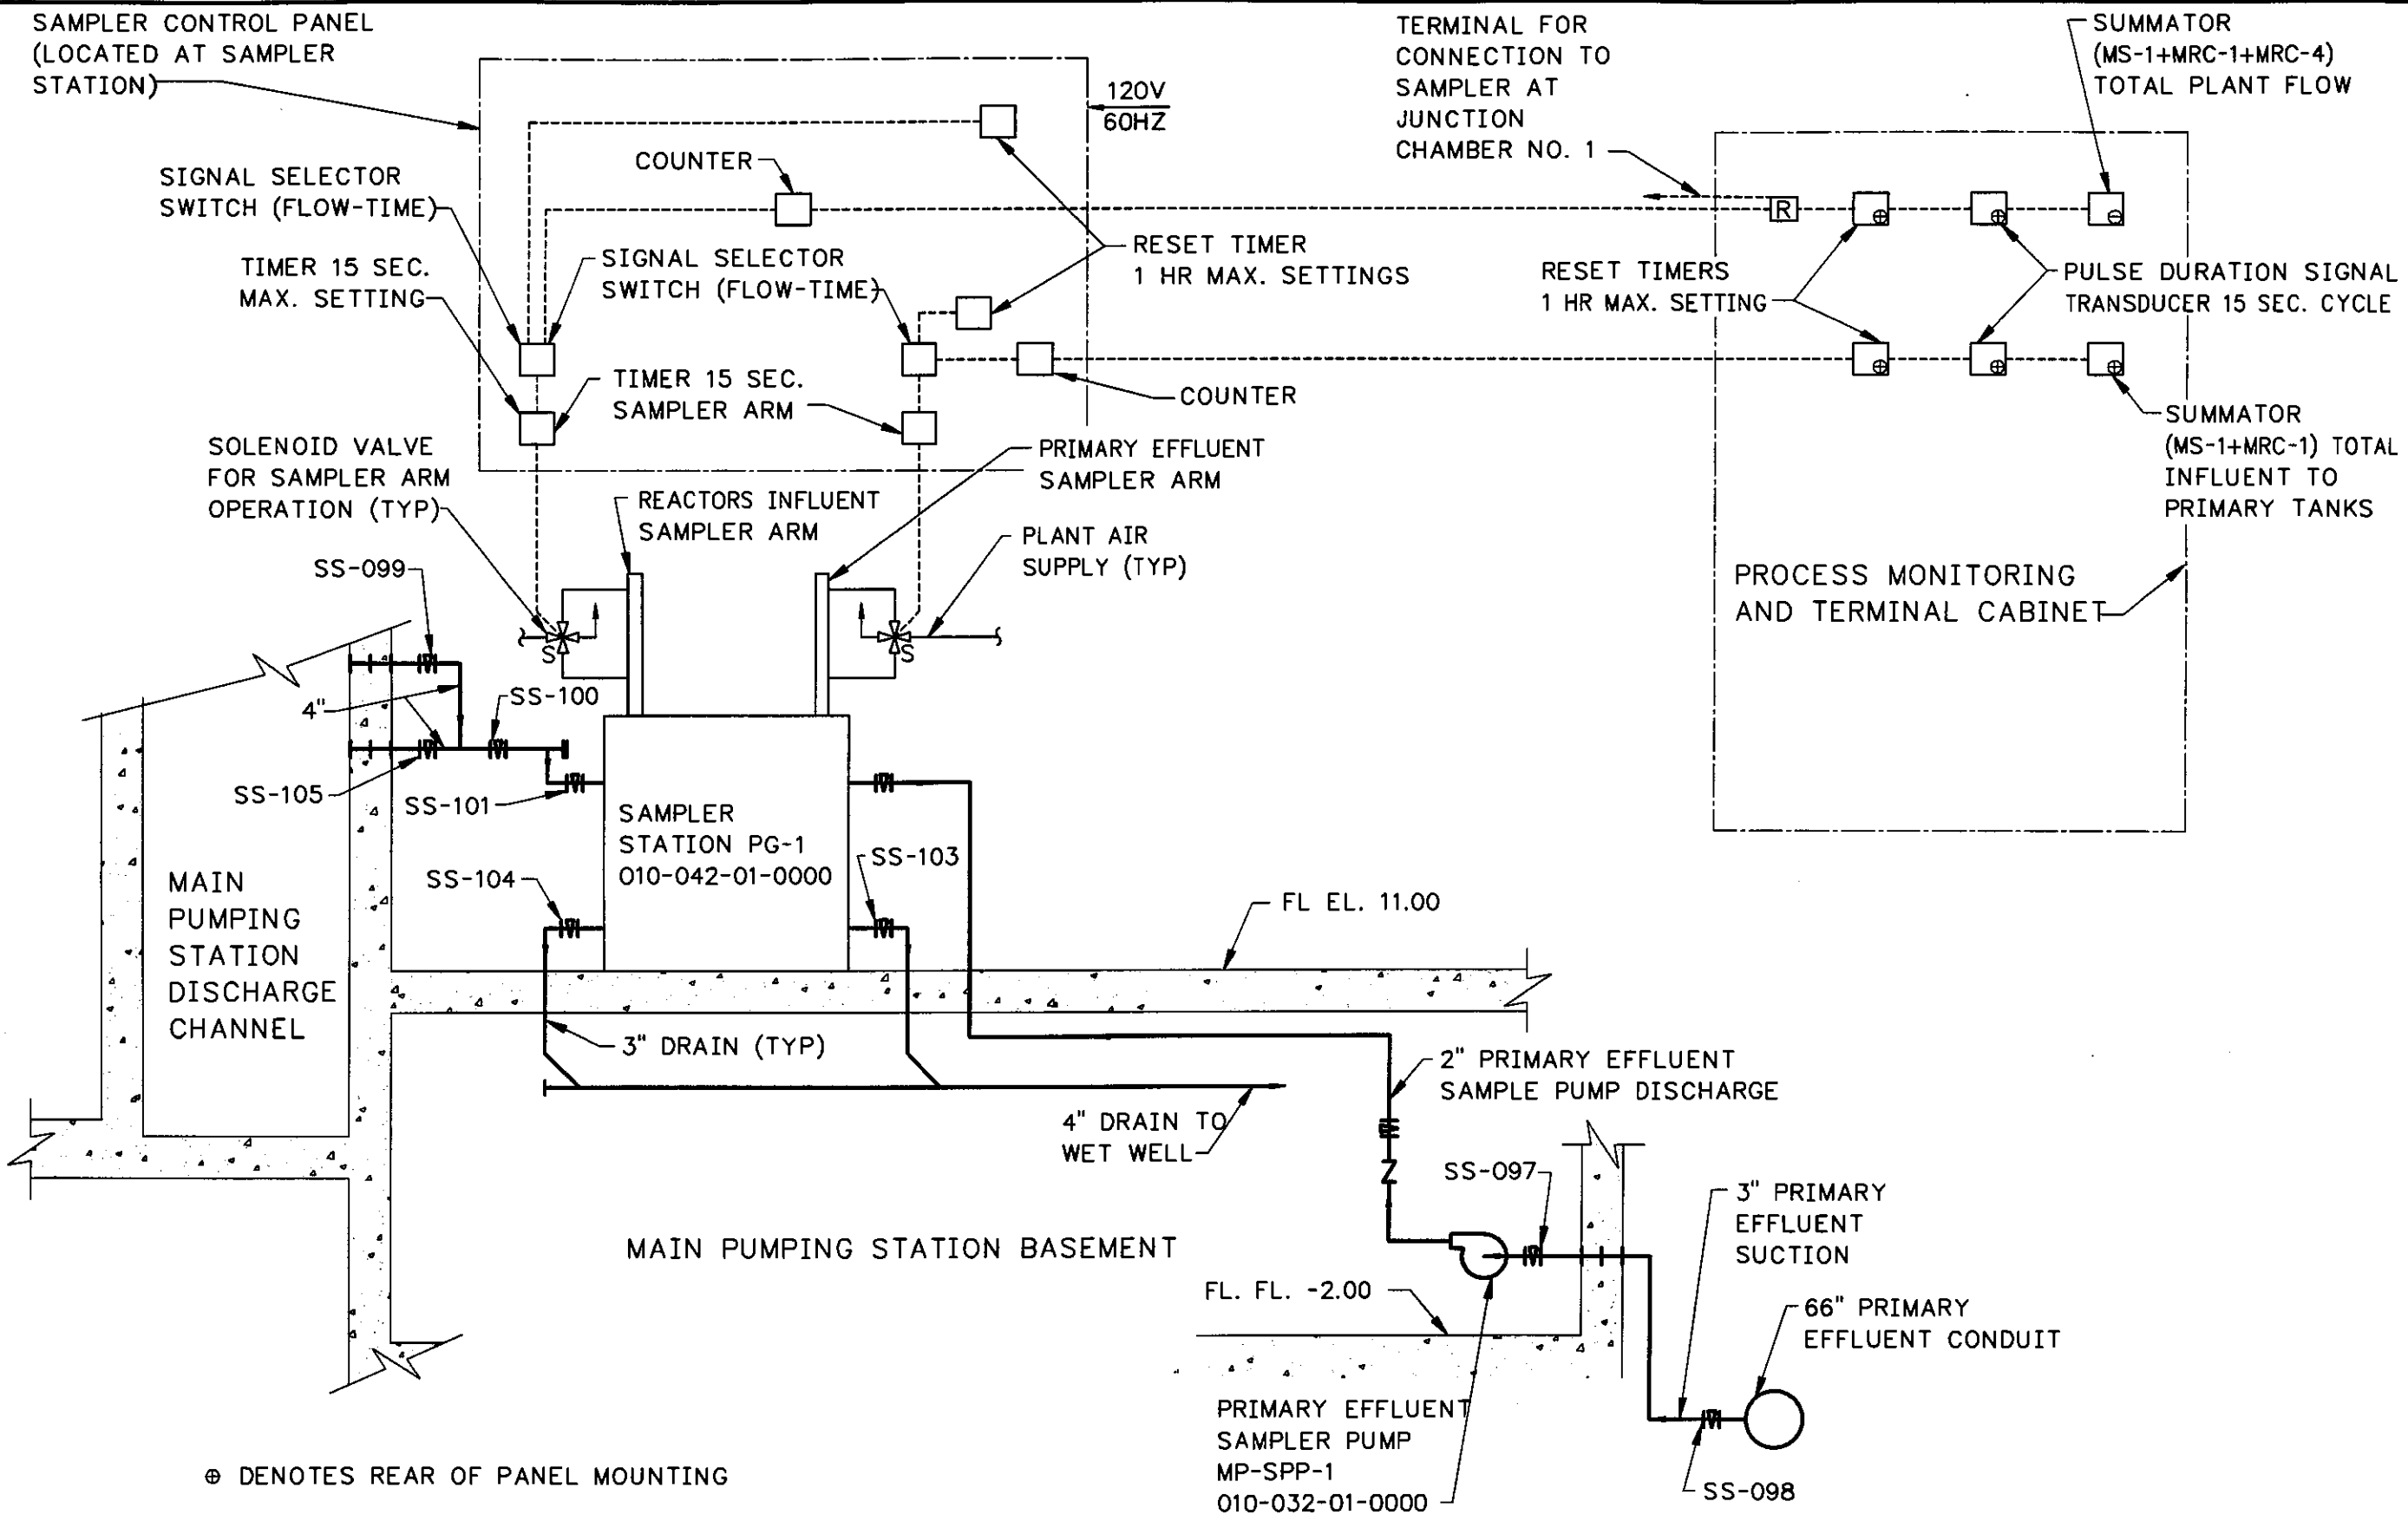 SAMPLER CONTROL PANEL
(LOCATED AT SAMPLER
STATION)
120V
60HZ
TERMINAL FOR
CONNECTION TO
SAMPLER AT
JUNCTION
CHAMBER NO. 1
SUMMATOR
(MS-1+MRC-1+MRC-4)
TOTAL PLANT FLOW
COUNTER
SIGNAL SELECTOR
SWITCH (FLOW-TIME)
R
TIMER 15 SEC.
MAX. SETTING
SIGNAL SELECTOR
SWITCH (FLOW-TIME)
RESET TIMER
1 HR MAX. SETTINGS
RESET TIMERS
1 HR MAX. SETTING
PULSE DURATION SIGNAL
TRANSDUCER 15 SEC. CYCLE
TIMER 15 SEC.
SAMPLER ARM
COUNTER
SUMMATOR
(MS-1+MRC-1) TOTAL
INFLUENT TO
PRIMARY TANKS
SOLENOID VALVE
FOR SAMPLER ARM
OPERATION (TYP)
REACTORS INFLUENT
SAMPLER ARM
PRIMARY EFFLUENT
SAMPLER ARM
PLANT AIR
SUPPLY (TYP)
PROCESS MONITORING
AND TERMINAL CABINET
SS-099
S
S
4"
SS-100
SS-105
SS-101
SAMPLER
STATION PG-1
010-042-01-0000
SS-104
SS-103
MAIN
PUMPING
STATION
DISCHARGE
CHANNEL
FL EL. 11.00
3" DRAIN (TYP)
2" PRIMARY EFFLUENT
SAMPLE PUMP DISCHARGE
4" DRAIN TO
WET WELL
SS-097
3" PRIMARY
EFFLUENT
SUCTION
MAIN PUMPING STATION BASEMENT
FL. FL. -2.00
66" PRIMARY
EFFLUENT CONDUIT
PRIMARY EFFLUENT
SAMPLER PUMP
MP-SPP-1
010-032-01-0000
SS-098
⊕ DENOTES REAR OF PANEL MOUNTING